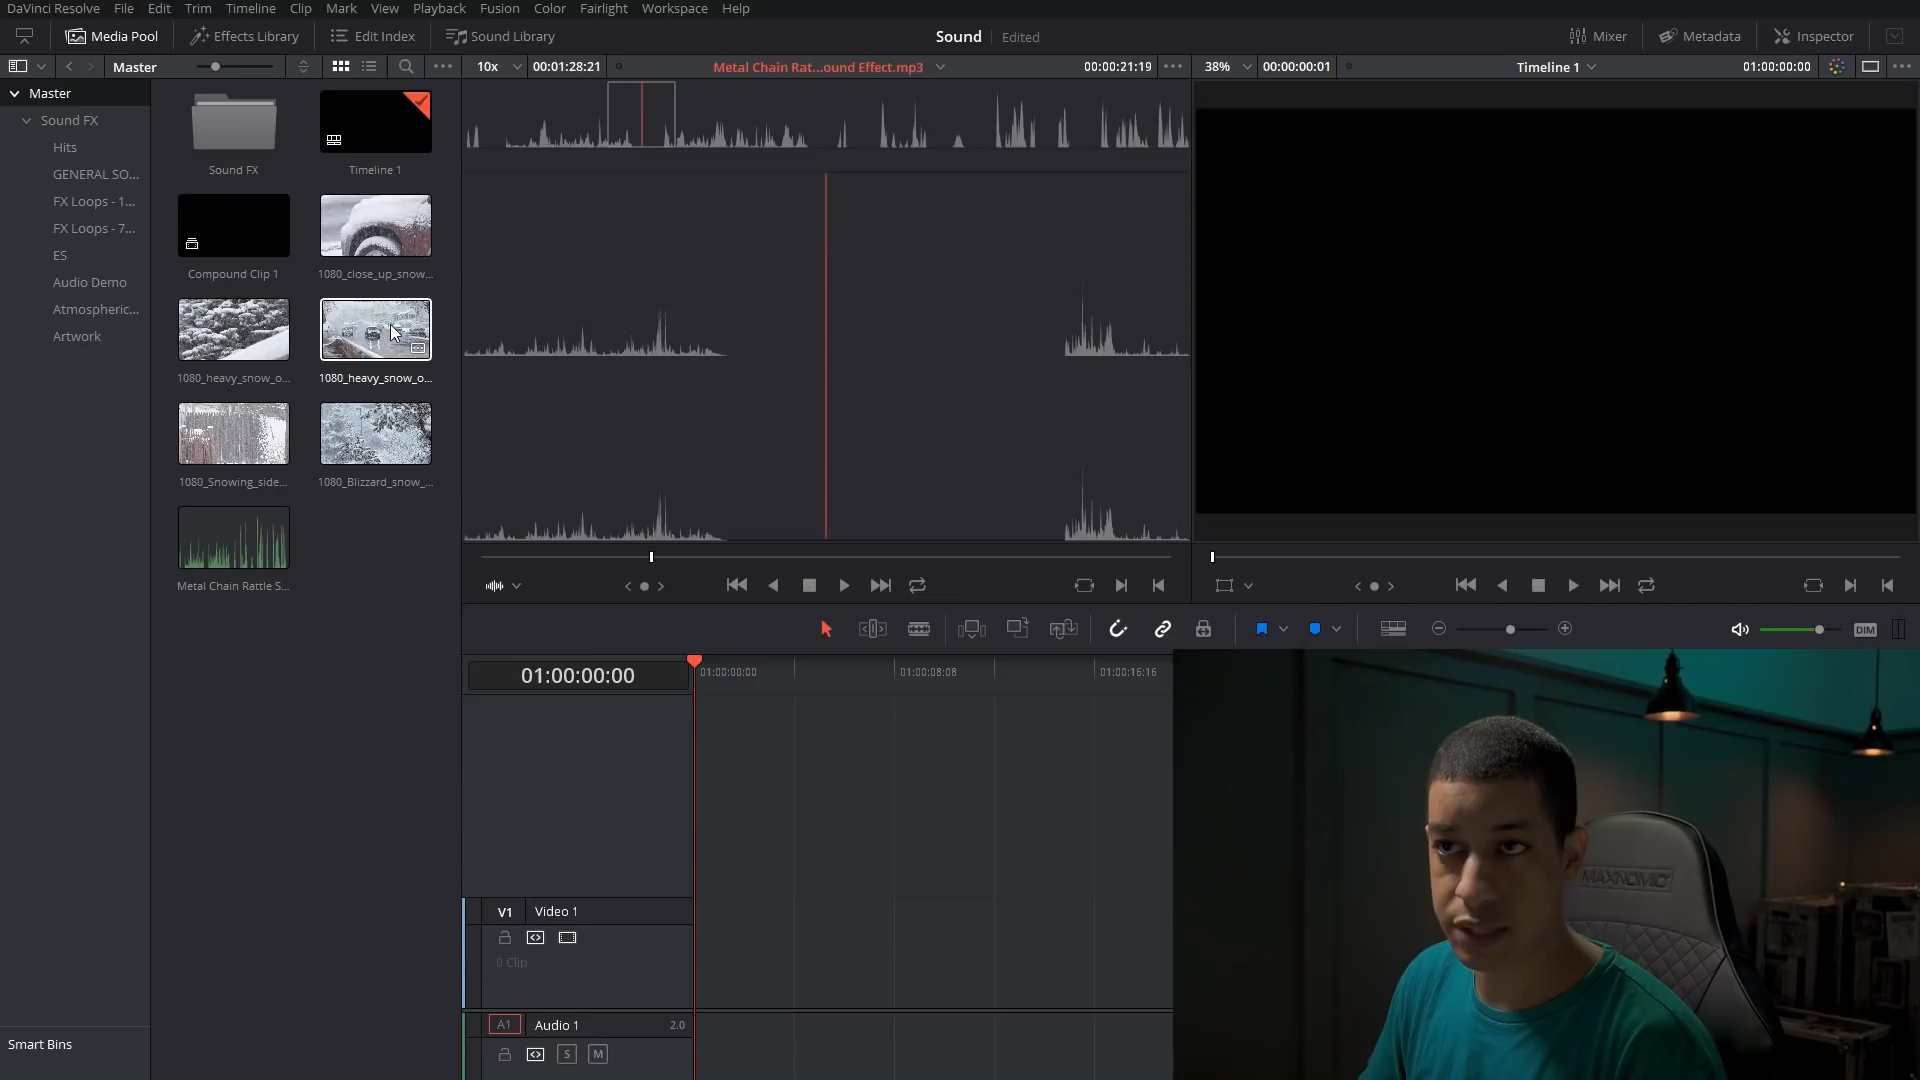 DaVinci Resolve File Edit Trim Timeline Clip Mark View Playback Fusion Color Fairlight Workspace Help
Media Pool Effects Library Edit Index Sound Library Sound Edited Mixer Metadata Inspector
Master 10x 00:01:28:21 Metal Chain Rat...ound Effect.mp3 00:00:21:19 38% 00:00:00:01 Timeline 1 01:00:00:00
Master
Sound FX
Hits
GENERAL SO...
FX Loops - 1...
FX Loops - 7...
ES
Audio Demo
Atmospheric...
Artwork
Smart Bins
Sound FX Timeline 1
Compound Clip 1 1080_close_up_snow...
1080_heavy_snow_o... 1080_heavy_snow_o...
1080_Snowing_side... 1080_Blizzard_snow_...
Metal Chain Rattle S...
DIM
01:00:00:00 01:00:00:00 01:00:08:08 01:00:16:16
V1 Video 1
0 Clip
A1 Audio 1 2.0
S M
MAXNOMIC